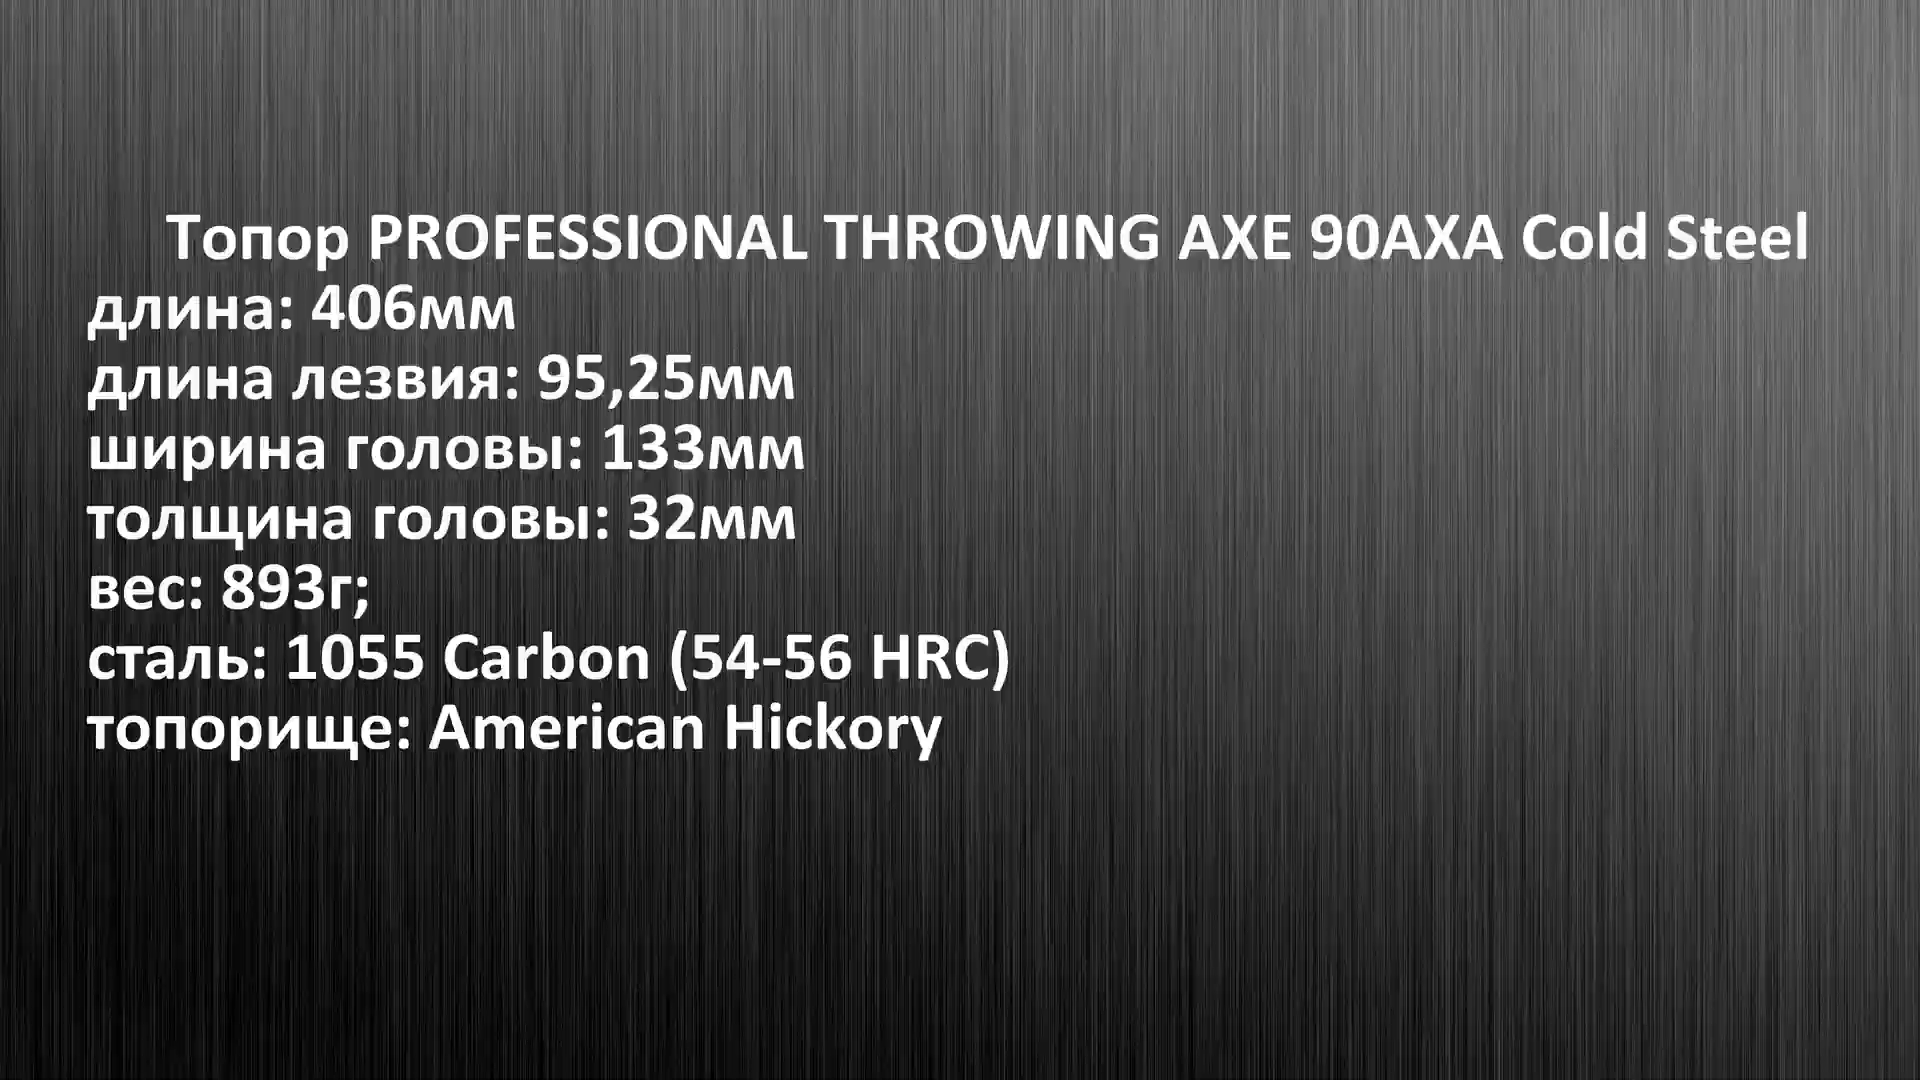 Топор PROFESSIONAL THROWING AXE 90AXA Cold Steel
длина: 406мм
длина лезвия: 95,25мм
ширина головы: 133мм
толщина головы: 32мм
вес: 893г;
сталь: 1055 Carbon (54-56 HRC)
топорище: American Hickory